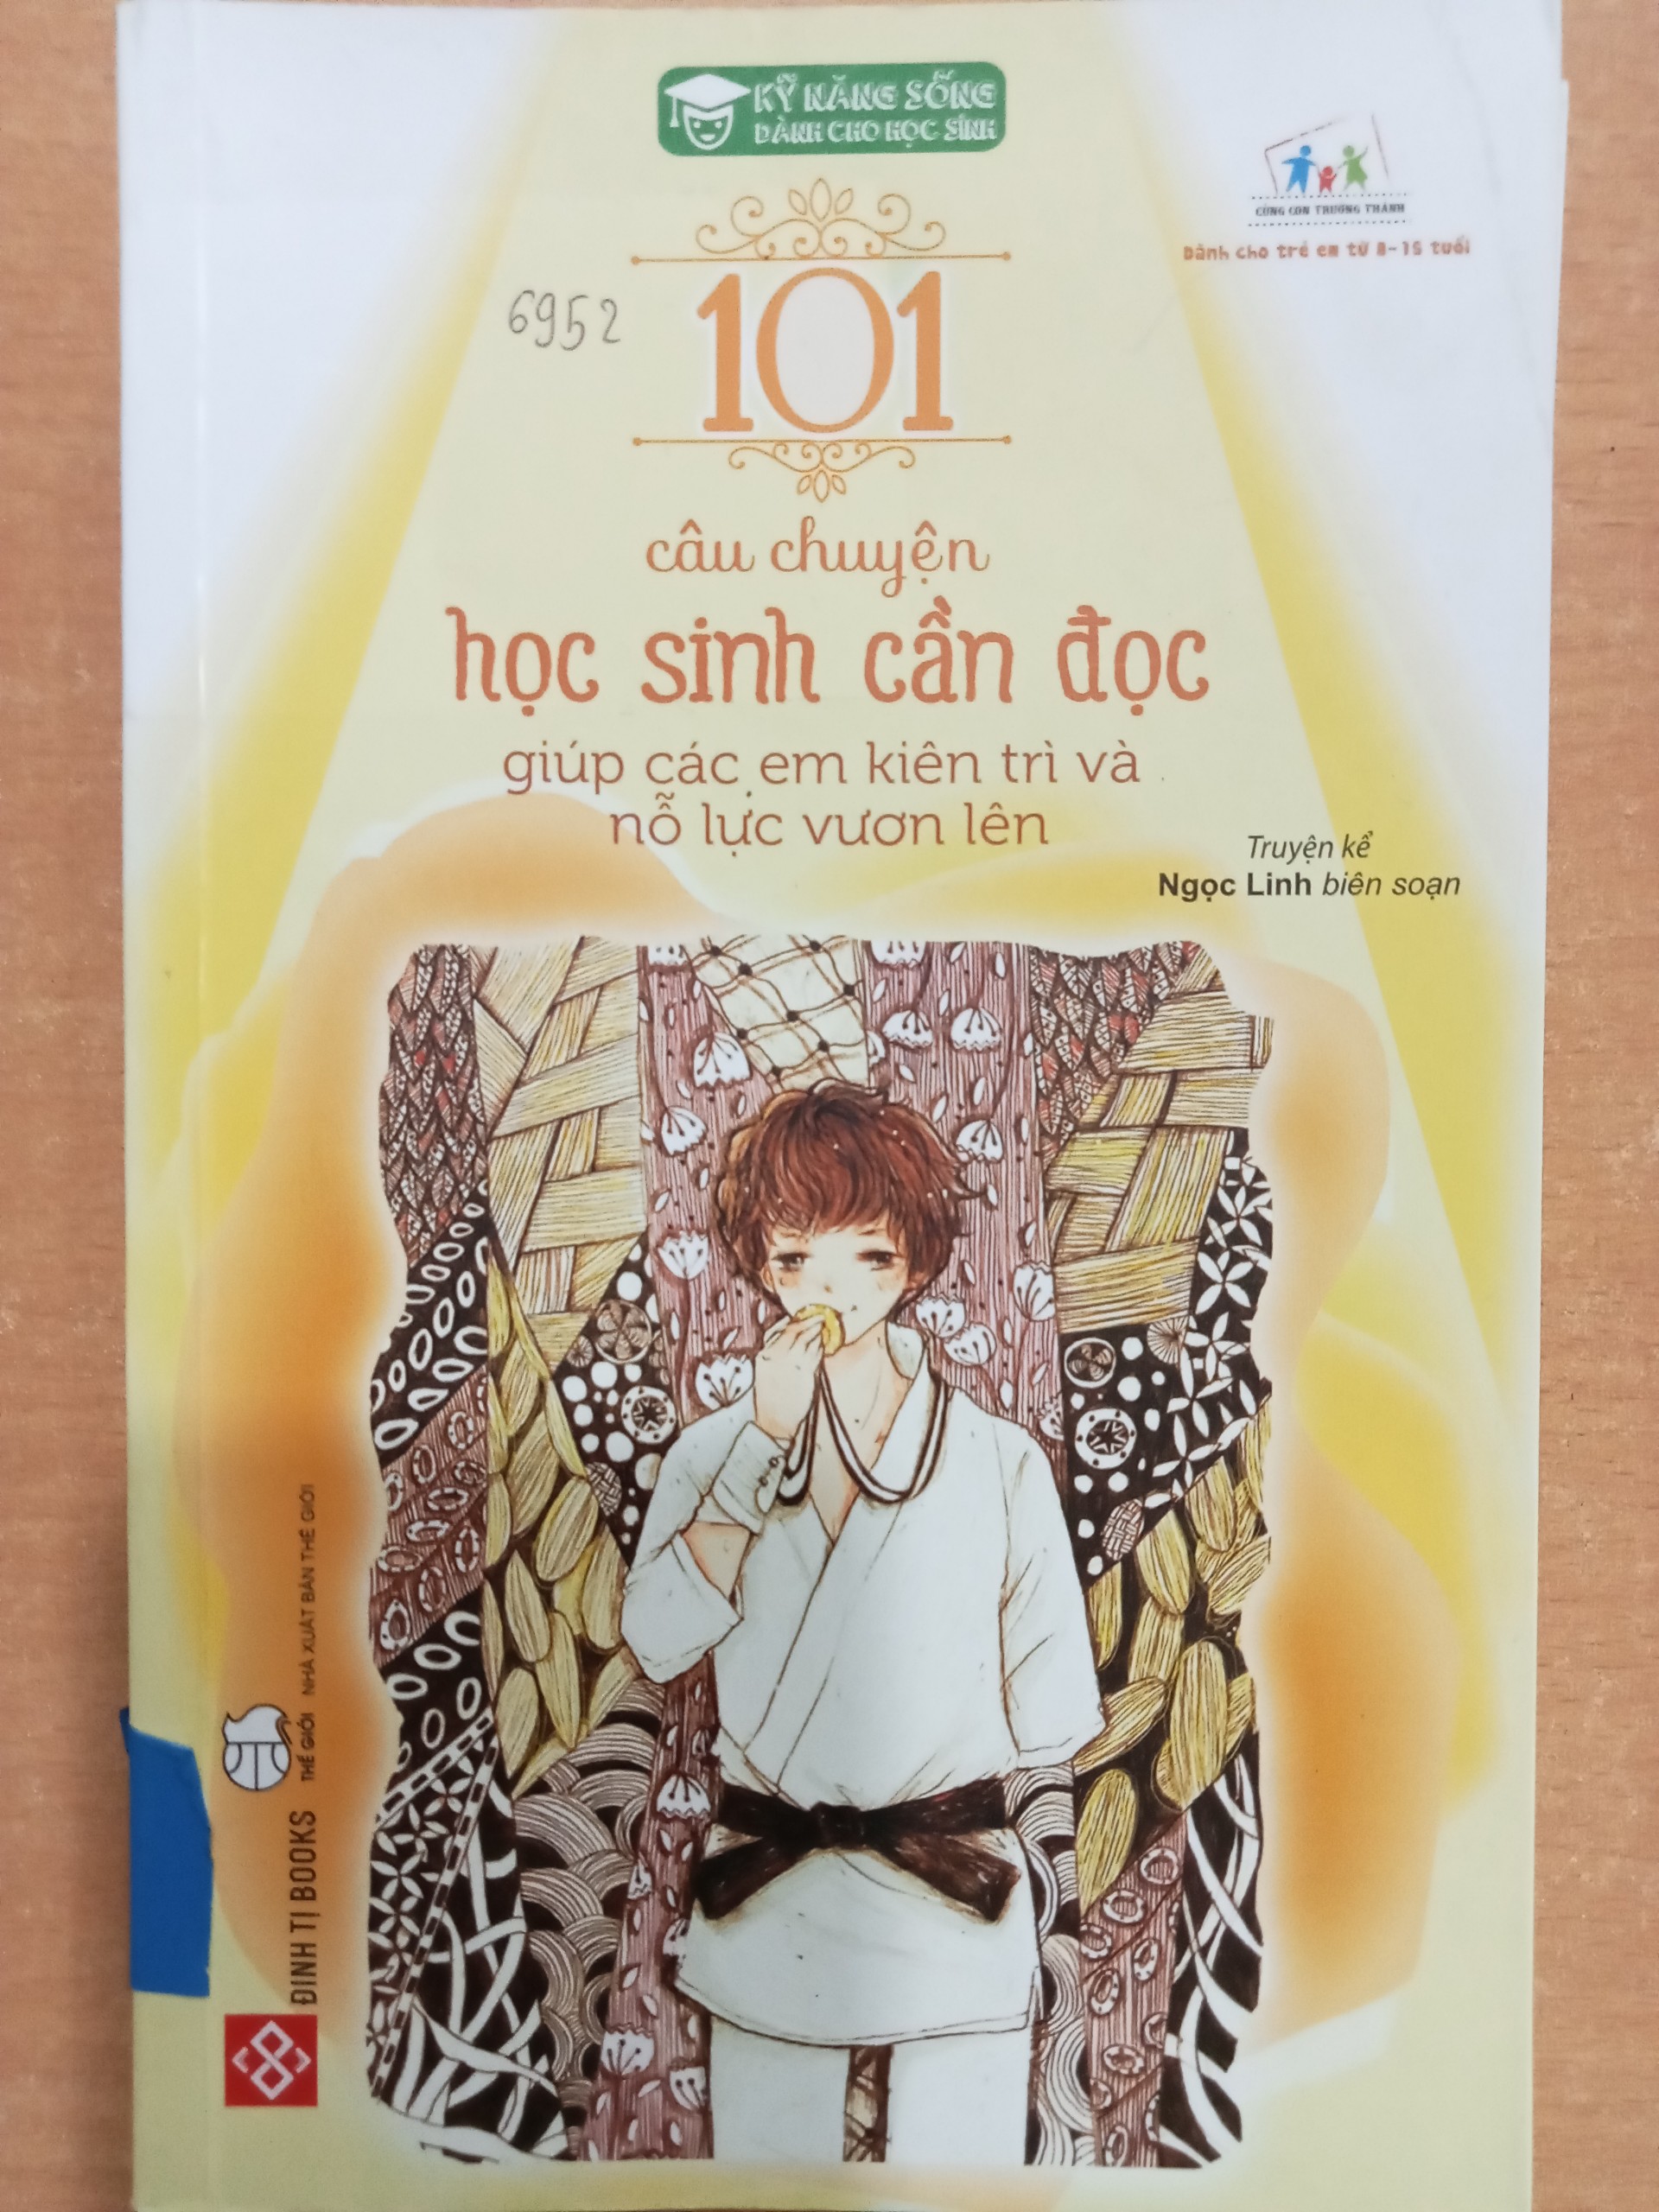 KỸ NĂNG SỐNG
DÀNH CHO HỌC SINH
CÙNG CON TRƯỞNG THÀNH
Dành cho trẻ em từ 8-15 tuổi
6952
101
câu chuyện
học sinh cần đọc
giúp các em kiên trì và
nỗ lực vươn lên
Truyện kể
Ngọc Linh biên soạn
ĐINH TỊ BOOKS
THẾ GIỚI NHÀ XUẤT BẢN THẾ GIỚI